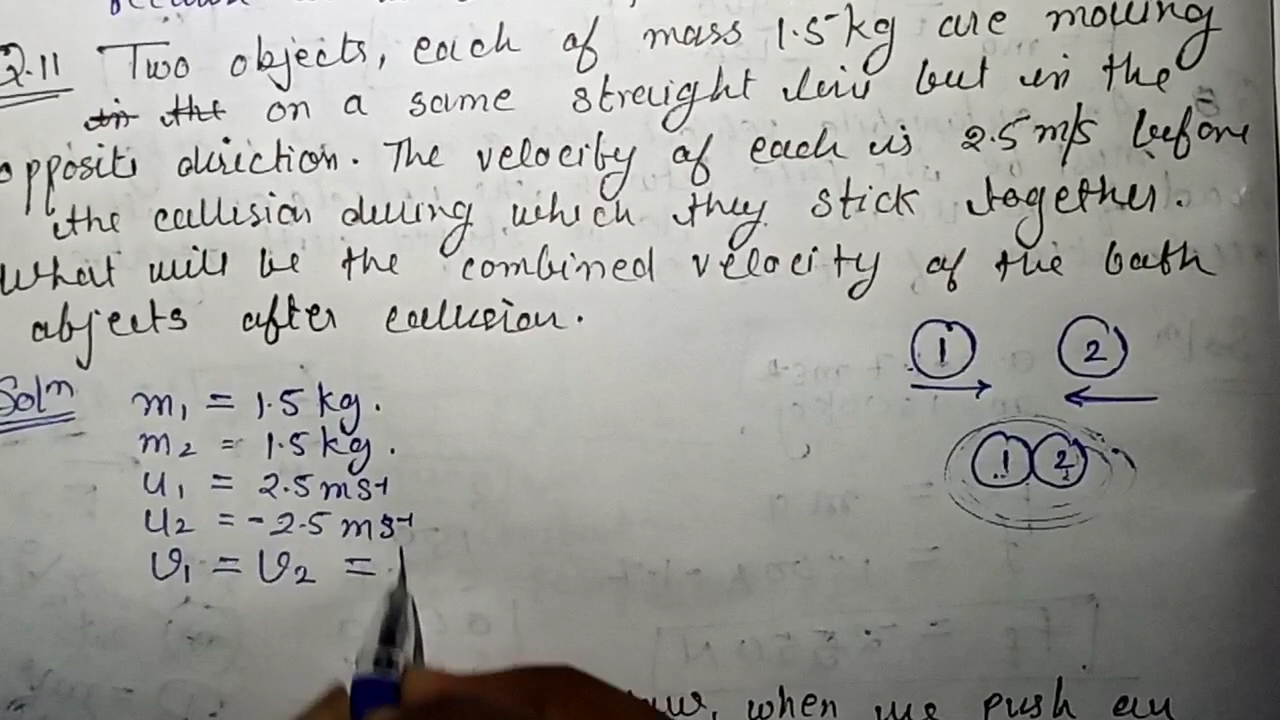 Q.11 Two objects, each of mass 1.5 kg are moving
on a same straight line but in the
opposite direction. The velocity of each is 2.5 m/s before
the collision during which they stick together.
What will be the combined velocity of the both
objects after collision.
Solⁿ
m₁ = 1.5 kg.
m₂ = 1.5 kg.
u₁ = 2.5 ms⁻¹
u₂ = -2.5 ms⁻¹
v₁ = v₂ =
1 2
1 2
when we push an